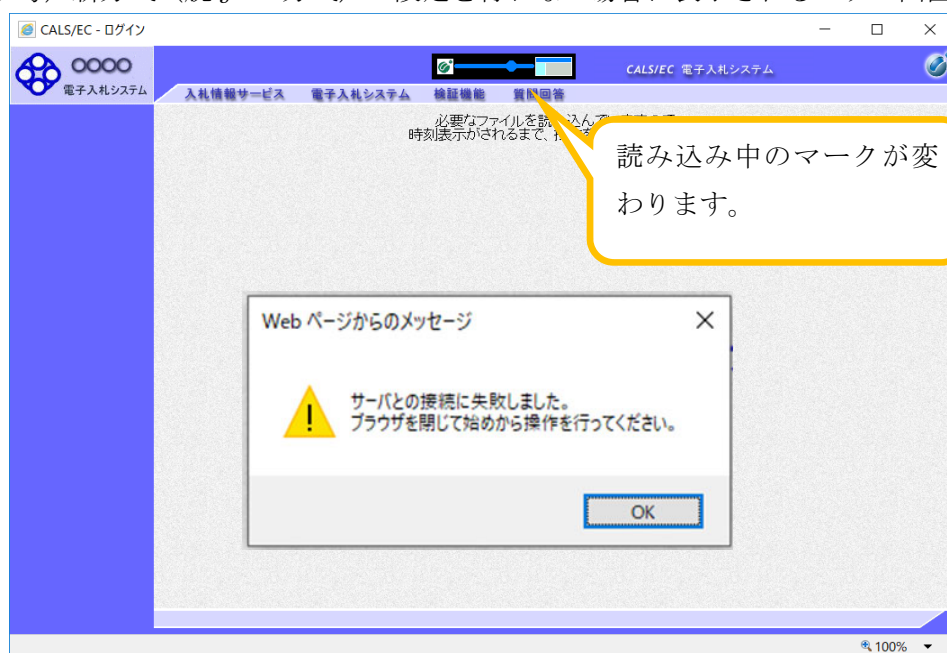 CALS/EC - ログイン
OOOO
電子入札システム
CALS/EC 電子入札システム
入札情報サービス 電子入札システム 検証機能 質問回答
必要なファイルを読み込んで
時刻表示がされるまで、
読み込み中のマークが変
わります。
Web ページからのメッセージ
サーバとの接続に失敗しました。
ブラウザを閉じて始めから操作を行ってください。
OK
100%